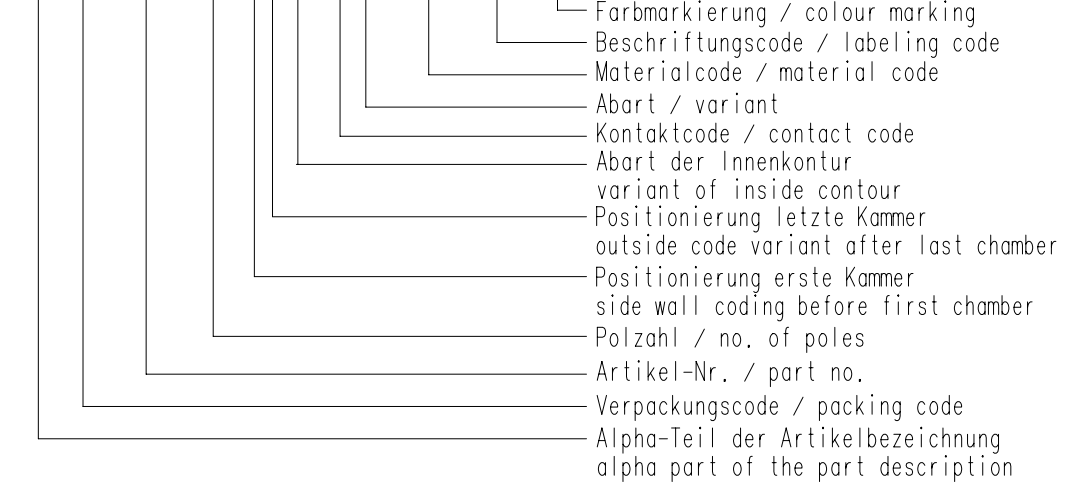 Farbmarkierung / colour marking
Beschriftungscode / labeling code
Materialcode / material code
Abart / variant
Kontaktcode / contact code
Abart der Innenkontur
variant of inside contour
Positionierung letzte Kammer
outside code variant after last chamber
Positionierung erste Kammer
side wall coding before first chamber
Polzahl / no. of poles
Artikel-Nr. / part no.
Verpackungscode / packing code
Alpha-Teil der Artikelbezeichnung
alpha part of the part description